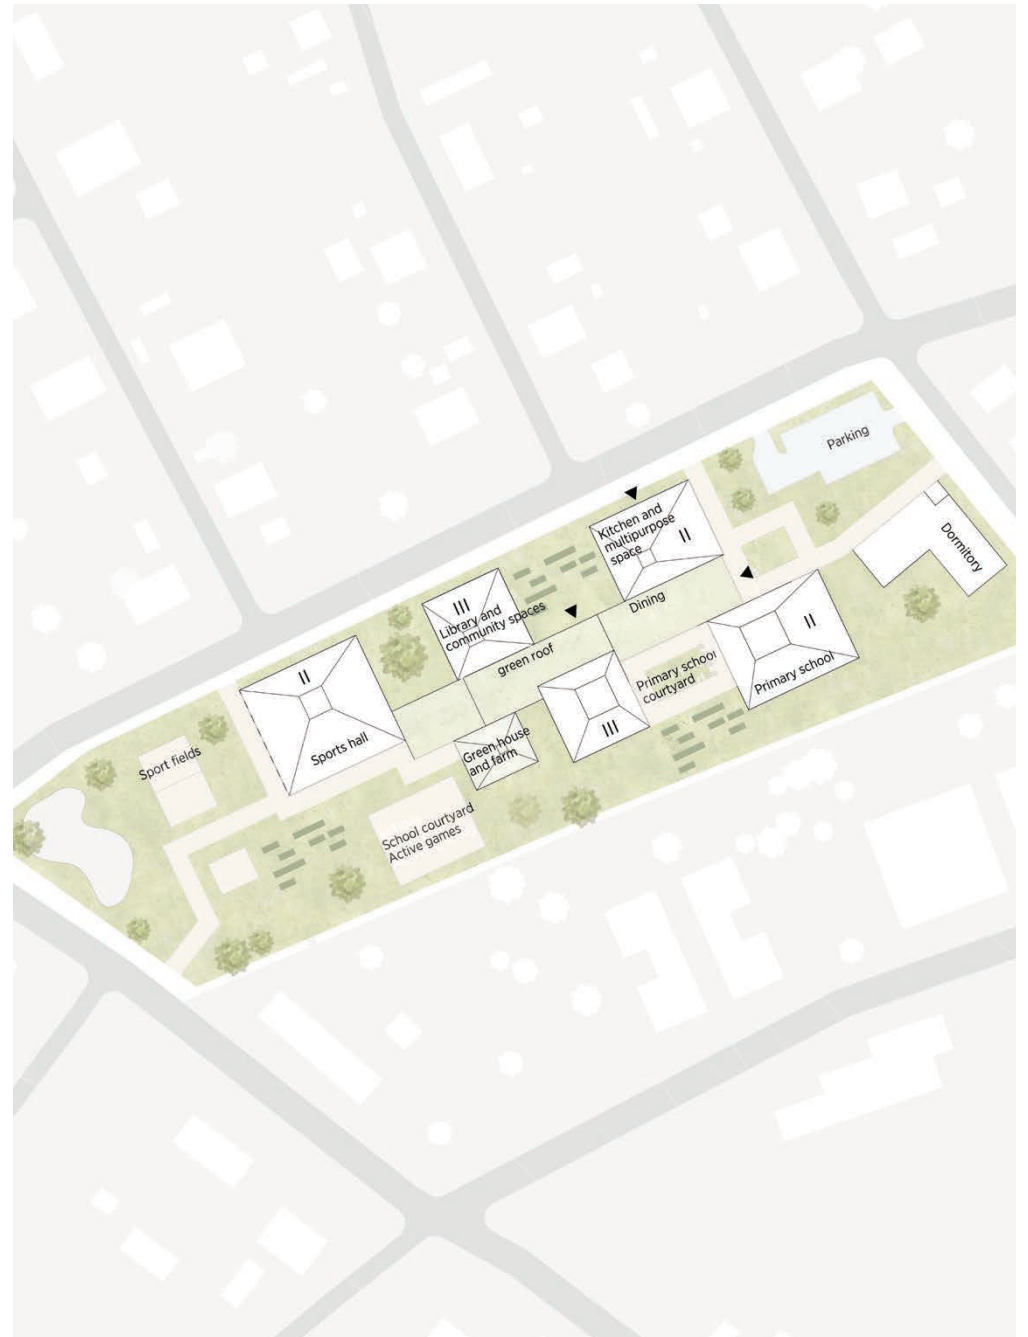 Parking
Kitchen and
multipurpose
space
II
Dormitory
III
Library and
community spaces
Dining
green roof
II
Primary school
Primary school
courtyard
II
Sports hall
III
Green house
and farm
Sport fields
School courtyard
Active games